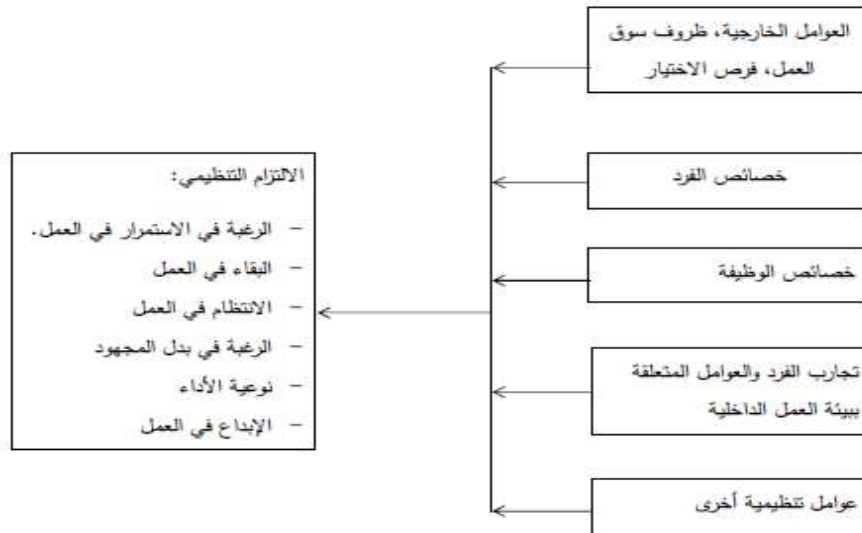 العوامل الخارجية، ظروف سوق
العمل، فرص الاختيار
خصائص الفرد
خصائص الوظيفة
تجارب الفرد والعوامل المتعلقة
ببيئة العمل الداخلية
عوامل تنظيمية أخرى
الالتزام التنظيمي:
– الرغبة في الاستمرار في العمل.
– البقاء في العمل
– الانتظام في العمل
– الرغبة في بدل المجهود
– نوعية الأداء
– الإبداع في العمل